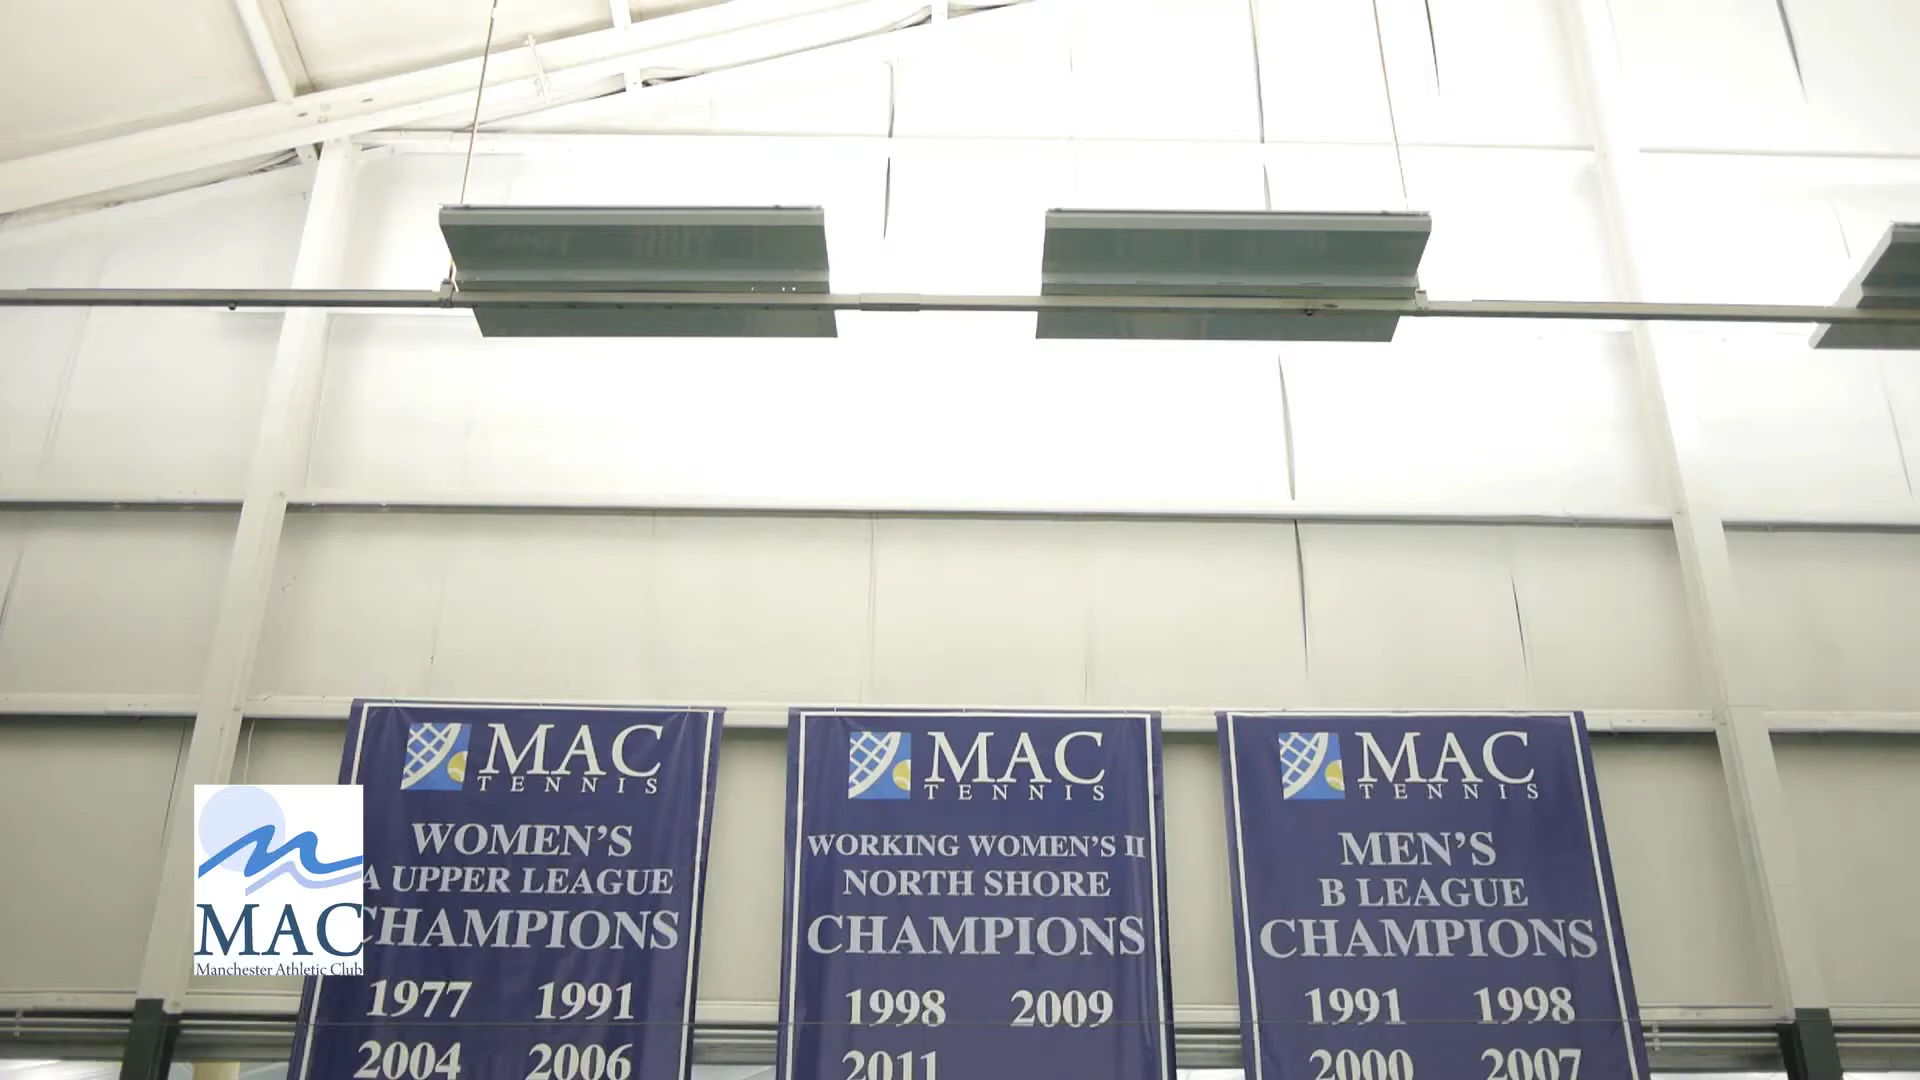 MAC
TENNIS
WOMEN'S
A UPPER LEAGUE
CHAMPIONS
1977 1991
2004 2006
MAC
TENNIS
WORKING WOMEN'S II
NORTH SHORE
CHAMPIONS
1998 2009
2011
MAC
TENNIS
MEN'S
B LEAGUE
CHAMPIONS
1991 1998
2000 2007
MAC
Manchester Athletic Club